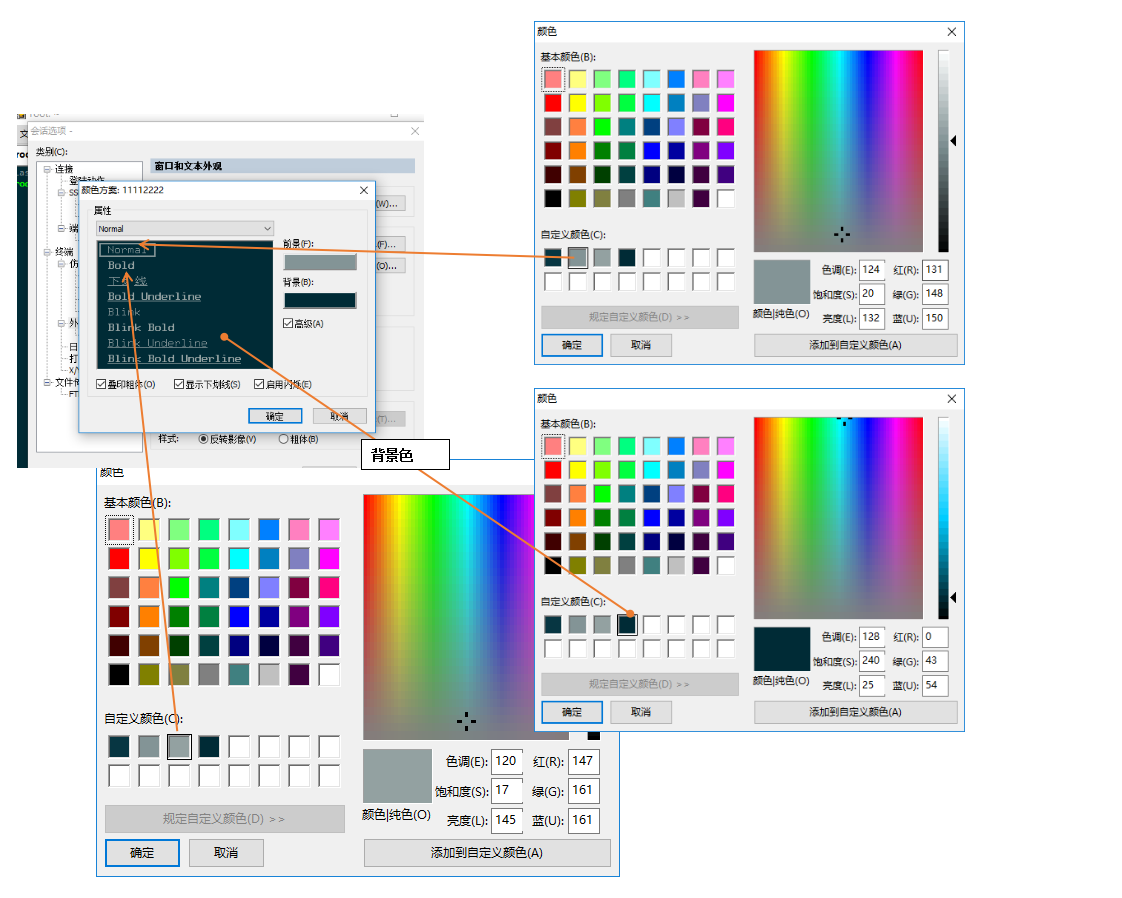 会话选项 -
类别(C):
连接
终端
窗口和文本外观
颜色方案: 11112222
属性
Normal
Normal
Bold
下划线
Bold Underline
Blink
Blink Bold
Blink Underline
Blink Bold Underline
前景(F):
背景(B):
高级(A)
叠印粗体(O)
显示下划线(S)
启用闪烁(E)
确定
取消
(W)...
(F)...
(O)...
(T)...
样式:
反转影像(V)
粗体(B)
背景色
颜色
基本颜色(B):
自定义颜色(C):
规定自定义颜色(D) >>
确定
取消
颜色|纯色(O)
色调(E): 124 红(R): 131
饱和度(S): 20 绿(G): 148
亮度(L): 132 蓝(U): 150
添加到自定义颜色(A)
颜色
基本颜色(B):
自定义颜色(C):
规定自定义颜色(D) >>
确定
取消
颜色|纯色(O)
色调(E): 128 红(R): 0
饱和度(S): 240 绿(G): 43
亮度(L): 25 蓝(U): 54
添加到自定义颜色(A)
颜色
基本颜色(B):
自定义颜色(C):
规定自定义颜色(D) >>
确定
取消
颜色|纯色(O)
色调(E): 120 红(R): 147
饱和度(S): 17 绿(G): 161
亮度(L): 145 蓝(U): 161
添加到自定义颜色(A)